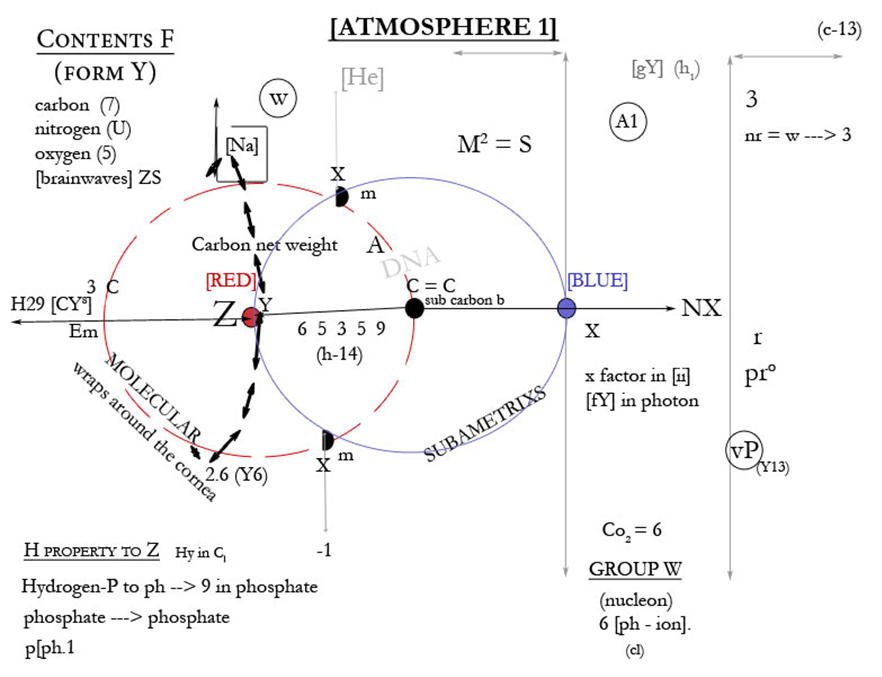 [ATMOSPHERE 1]
CONTENTS F
(FORM Y)
carbon (7)
nitrogen (U)
oxygen (5)
[brainwaves] ZS
w
[Na]
[He]
M² = S
[gY] (h₁)
A1
(c-13)
3
nr = w ---> 3
X
m
Carbon net weight
A
DNA
[RED]
C = C
sub carbon b
[BLUE]
3 C
H29 [CY⁸]
Em
Z
Y
6 5 3 5 9
(h-14)
NX
X
r
prº
x factor in [ii]
[fY] in photon
MOLECULAR
wraps around the cornea
SUBAMETRIXS
X
m
2.6 (Y6)
vP
(Y13)
-1
H PROPERTY TO Z Hy in C₁
Hydrogen-P to ph --> 9 in phosphate
phosphate ---> phosphate
p[ph.1
Co₂ = 6
GROUP W
(nucleon)
6 [ph - ion].
(cl)